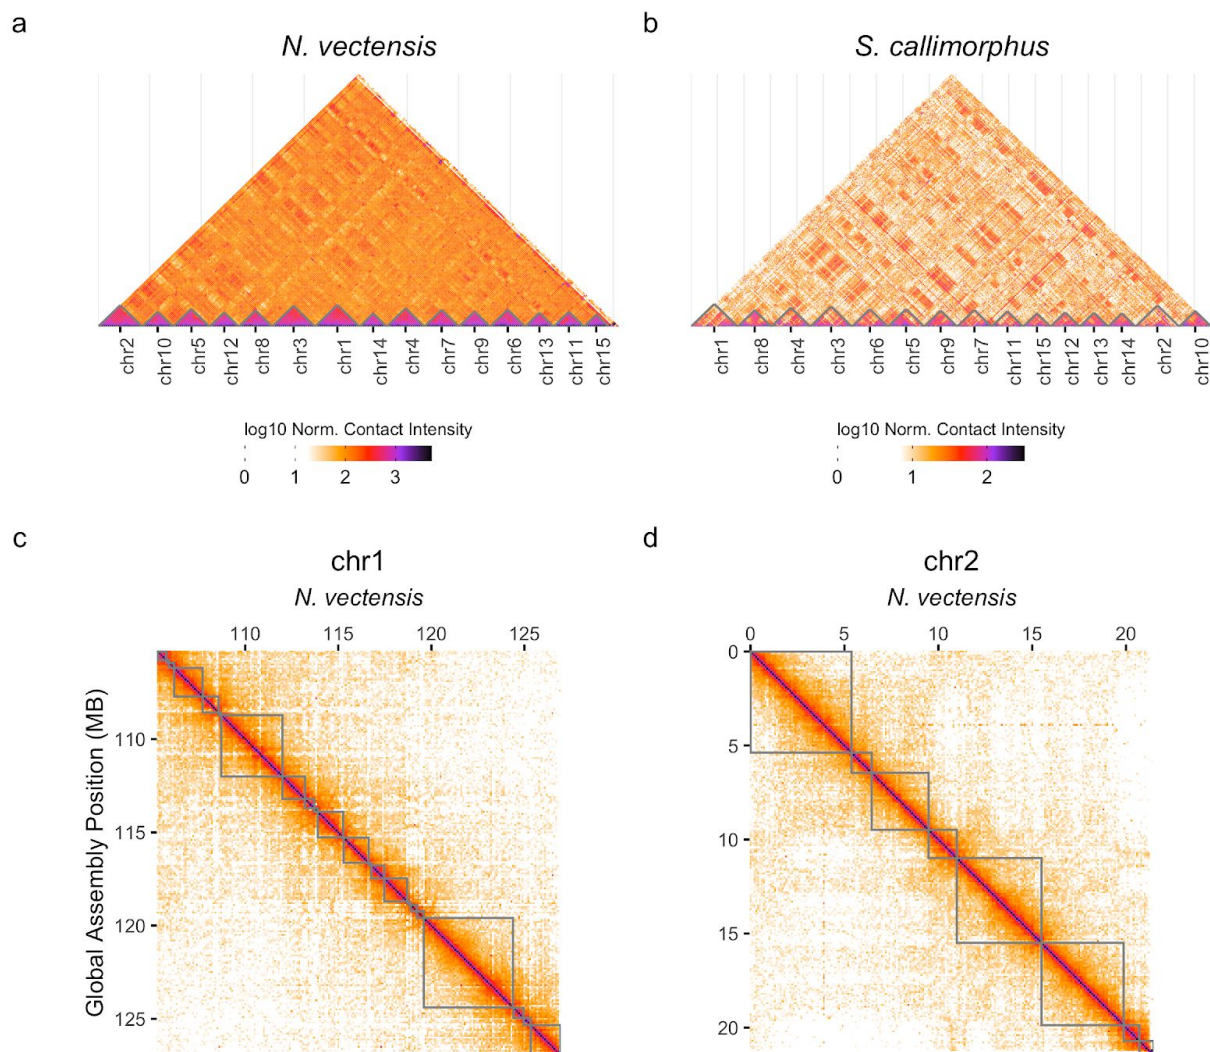 a
N. vectensis
chr2 chr10 chr5 chr12 chr8 chr3 chr1 chr14 chr4 chr7 chr9 chr6 chr13 chr11 chr15
log10 Norm. Contact Intensity
0 1 2 3
b
S. callimorphus
chr1 chr8 chr4 chr3 chr6 chr5 chr9 chr7 chr11 chr15 chr12 chr13 chr14 chr2 chr10
log10 Norm. Contact Intensity
0 1 2
c
chr1
N. vectensis
110 115 120 125
Global Assembly Position (MB)
110
115
120
125
d
chr2
N. vectensis
0 5 10 15 20
0
5
10
15
20